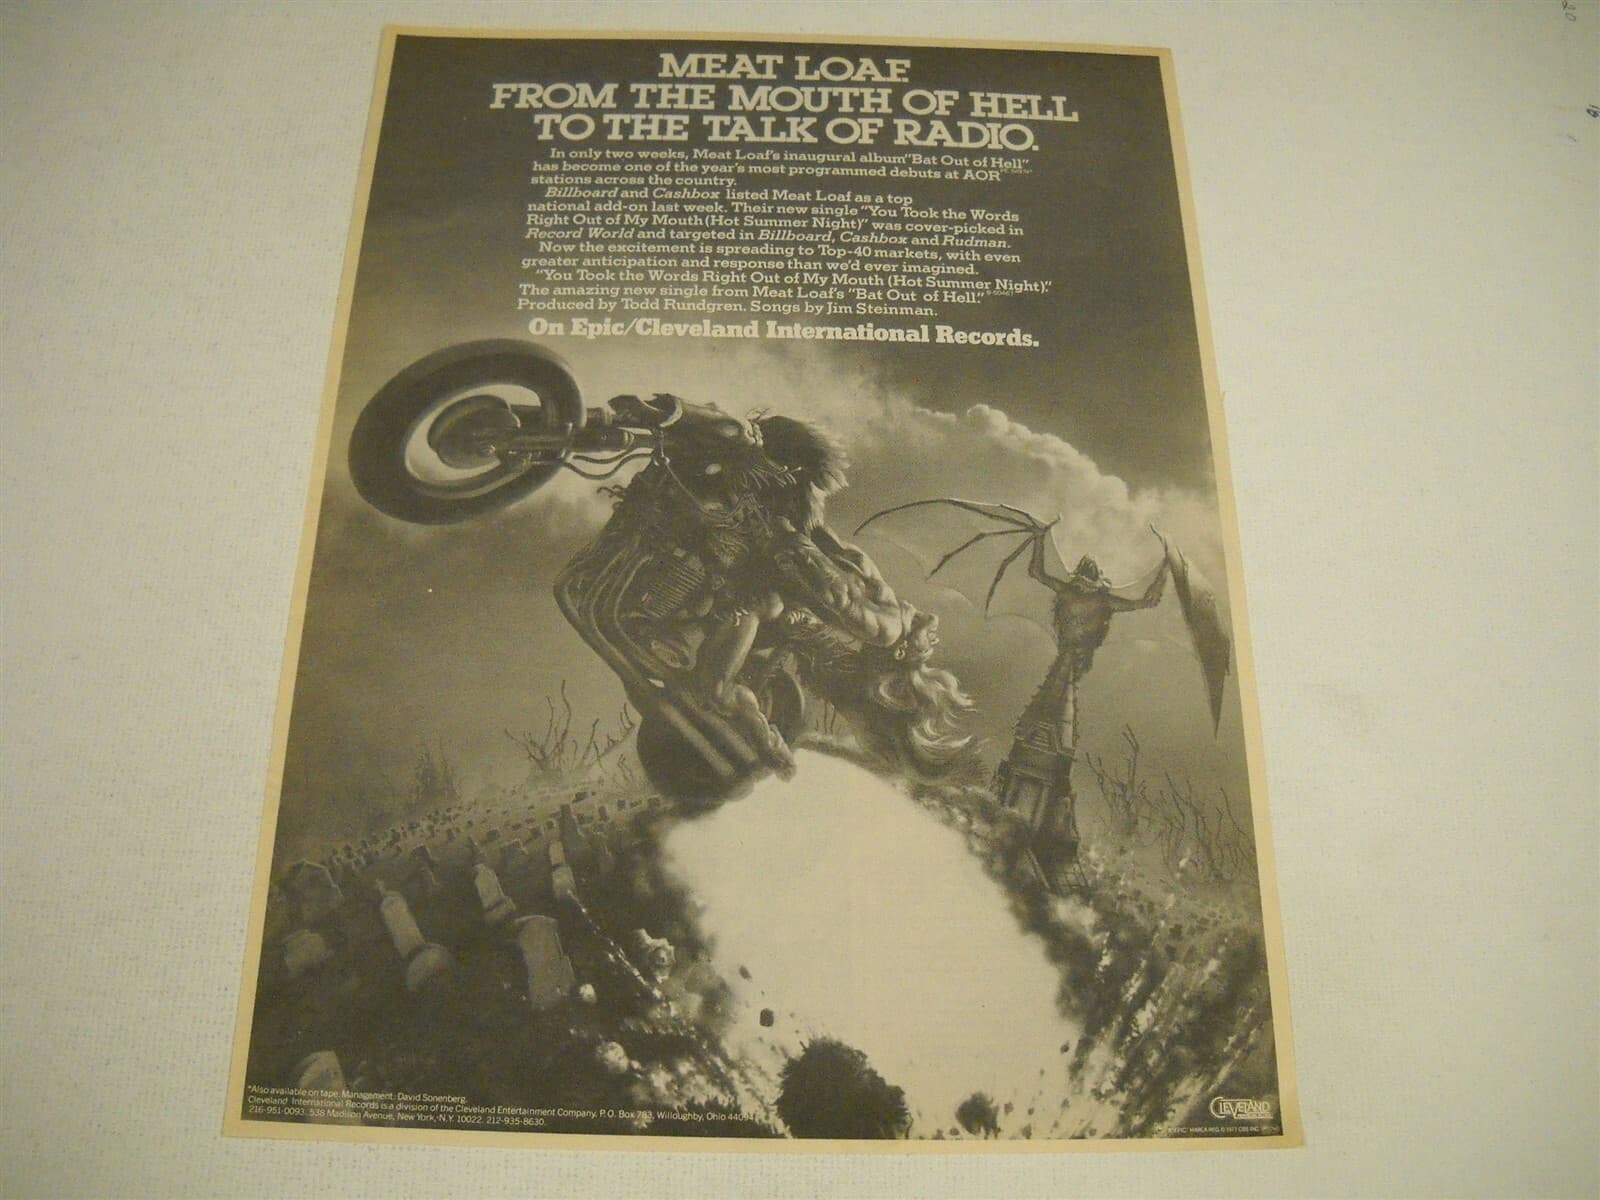 MEAT LOAF.
FROM THE MOUTH OF HELL
TO THE TALK OF RADIO.
In only two weeks, Meat Loaf's inaugural album "Bat Out of Hell"
has become one of the year's most programmed debuts at AOR
stations across the country.
Billboard and Cashbox listed Meat Loaf as a top
national add-on last week. Their new single "You Took the Words
Right Out of My Mouth (Hot Summer Night)" was cover-picked in
Record World and targeted in Billboard, Cashbox and Rudman.
Now the excitement is spreading to Top-40 markets, with even
greater anticipation and response than we'd ever imagined.
"You Took the Words Right Out of My Mouth (Hot Summer Night)."
The amazing new single from Meat Loaf's "Bat Out of Hell."
Produced by Todd Rundgren. Songs by Jim Steinman.
On Epic/Cleveland International Records.
*Also available on tape. Management: David Sonenberg.
Cleveland International Records is a division of the Cleveland Entertainment Company, P. O. Box 783, Willoughby, Ohio 44094
216-951-0093. 538 Madison Avenue, New York, N.Y. 10022. 212-935-8630.
CLEVELAND
EPIC MARCA REG. © 1977 CBS INC.